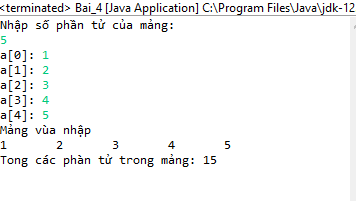 <terminated> Bai_4 [Java Application] C:\Program Files\Java\jdk-12
Nhập số phần tử của mảng:
5
a[0]: 1
a[1]: 2
a[2]: 3
a[3]: 4
a[4]: 5
Mảng vùa nhập
1 2 3 4 5
Tong các phàn tử trong mảng: 15